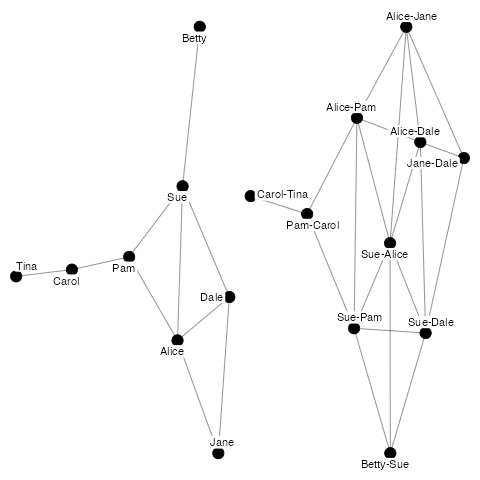 Betty
Sue
Tina
Carol
Pam
Dale
Alice
Jane
Alice-Jane
Alice-Pam
Alice-Dale
Jane-Dale
Carol-Tina
Pam-Carol
Sue-Alice
Sue-Pam
Sue-Dale
Betty-Sue